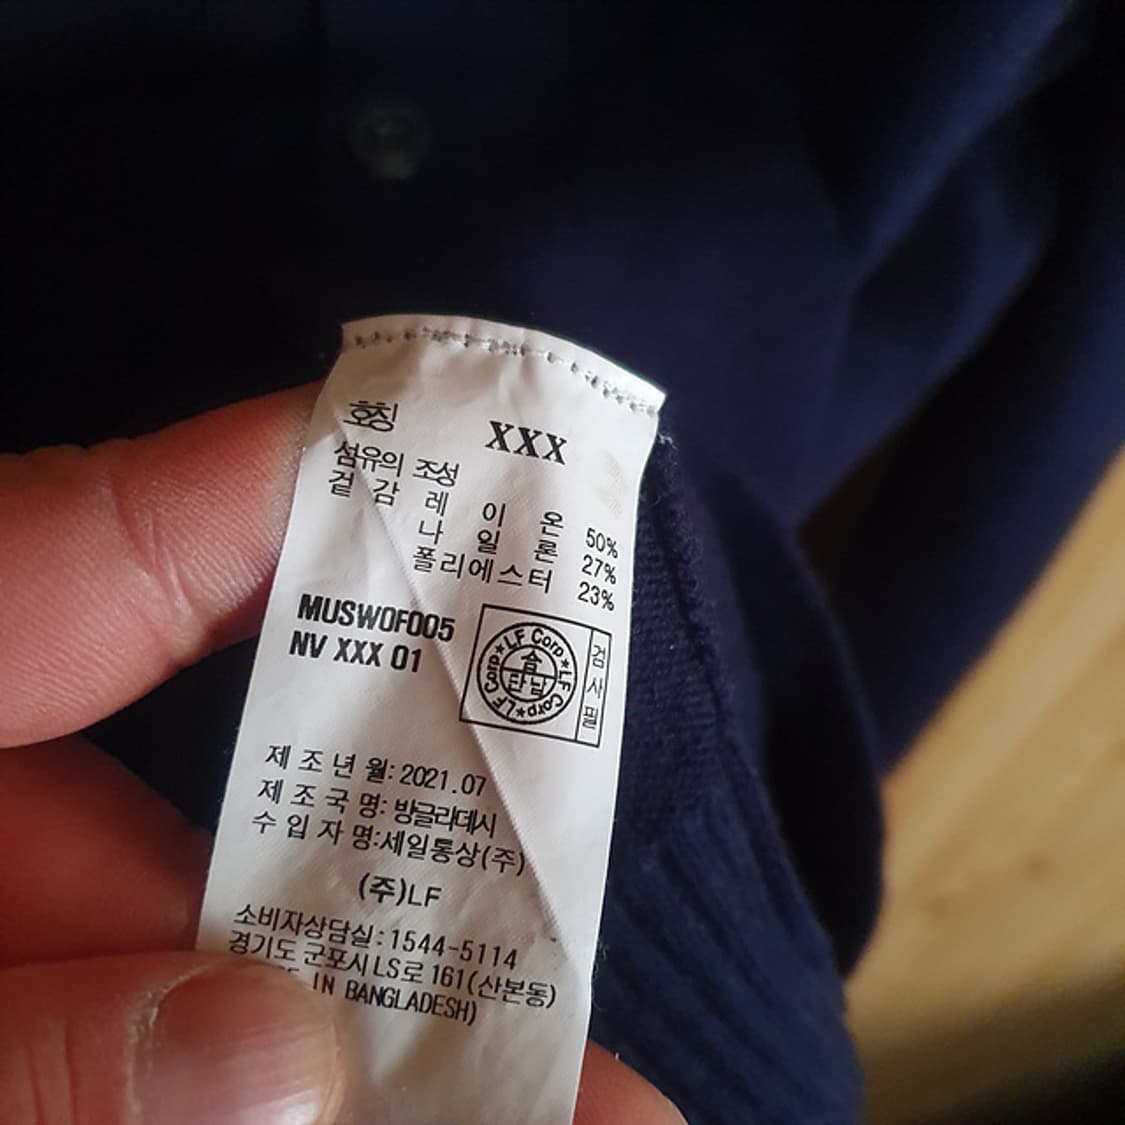 호칭 XXX
섬유의 조성
겉 감 레 이 온 50%
나 일 론 27%
폴리에스터 23%
MUSW0F005
NV XXX 01
LF Corp★LF Corp★LF Corp★
검사필
제 조 년 월: 2021.07
제 조 국 명: 방글라데시
수 입 자 명:세일통상(주)
(주)LF
소비자상담실: 1544-5114
경기도 군포시 LS로 161(산본동)
IN BANGLADESH)